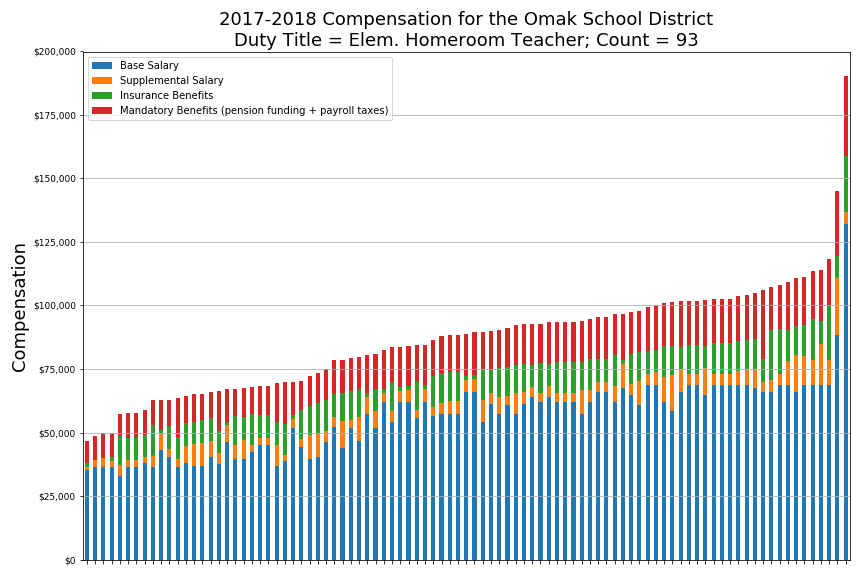 2017-2018 Compensation for the Omak School District
Duty Title = Elem. Homeroom Teacher; Count = 93
Compensation
$200,000
$175,000
$150,000
$125,000
$100,000
$75,000
$50,000
$25,000
$0
Base Salary
Supplemental Salary
Insurance Benefits
Mandatory Benefits (pension funding + payroll taxes)